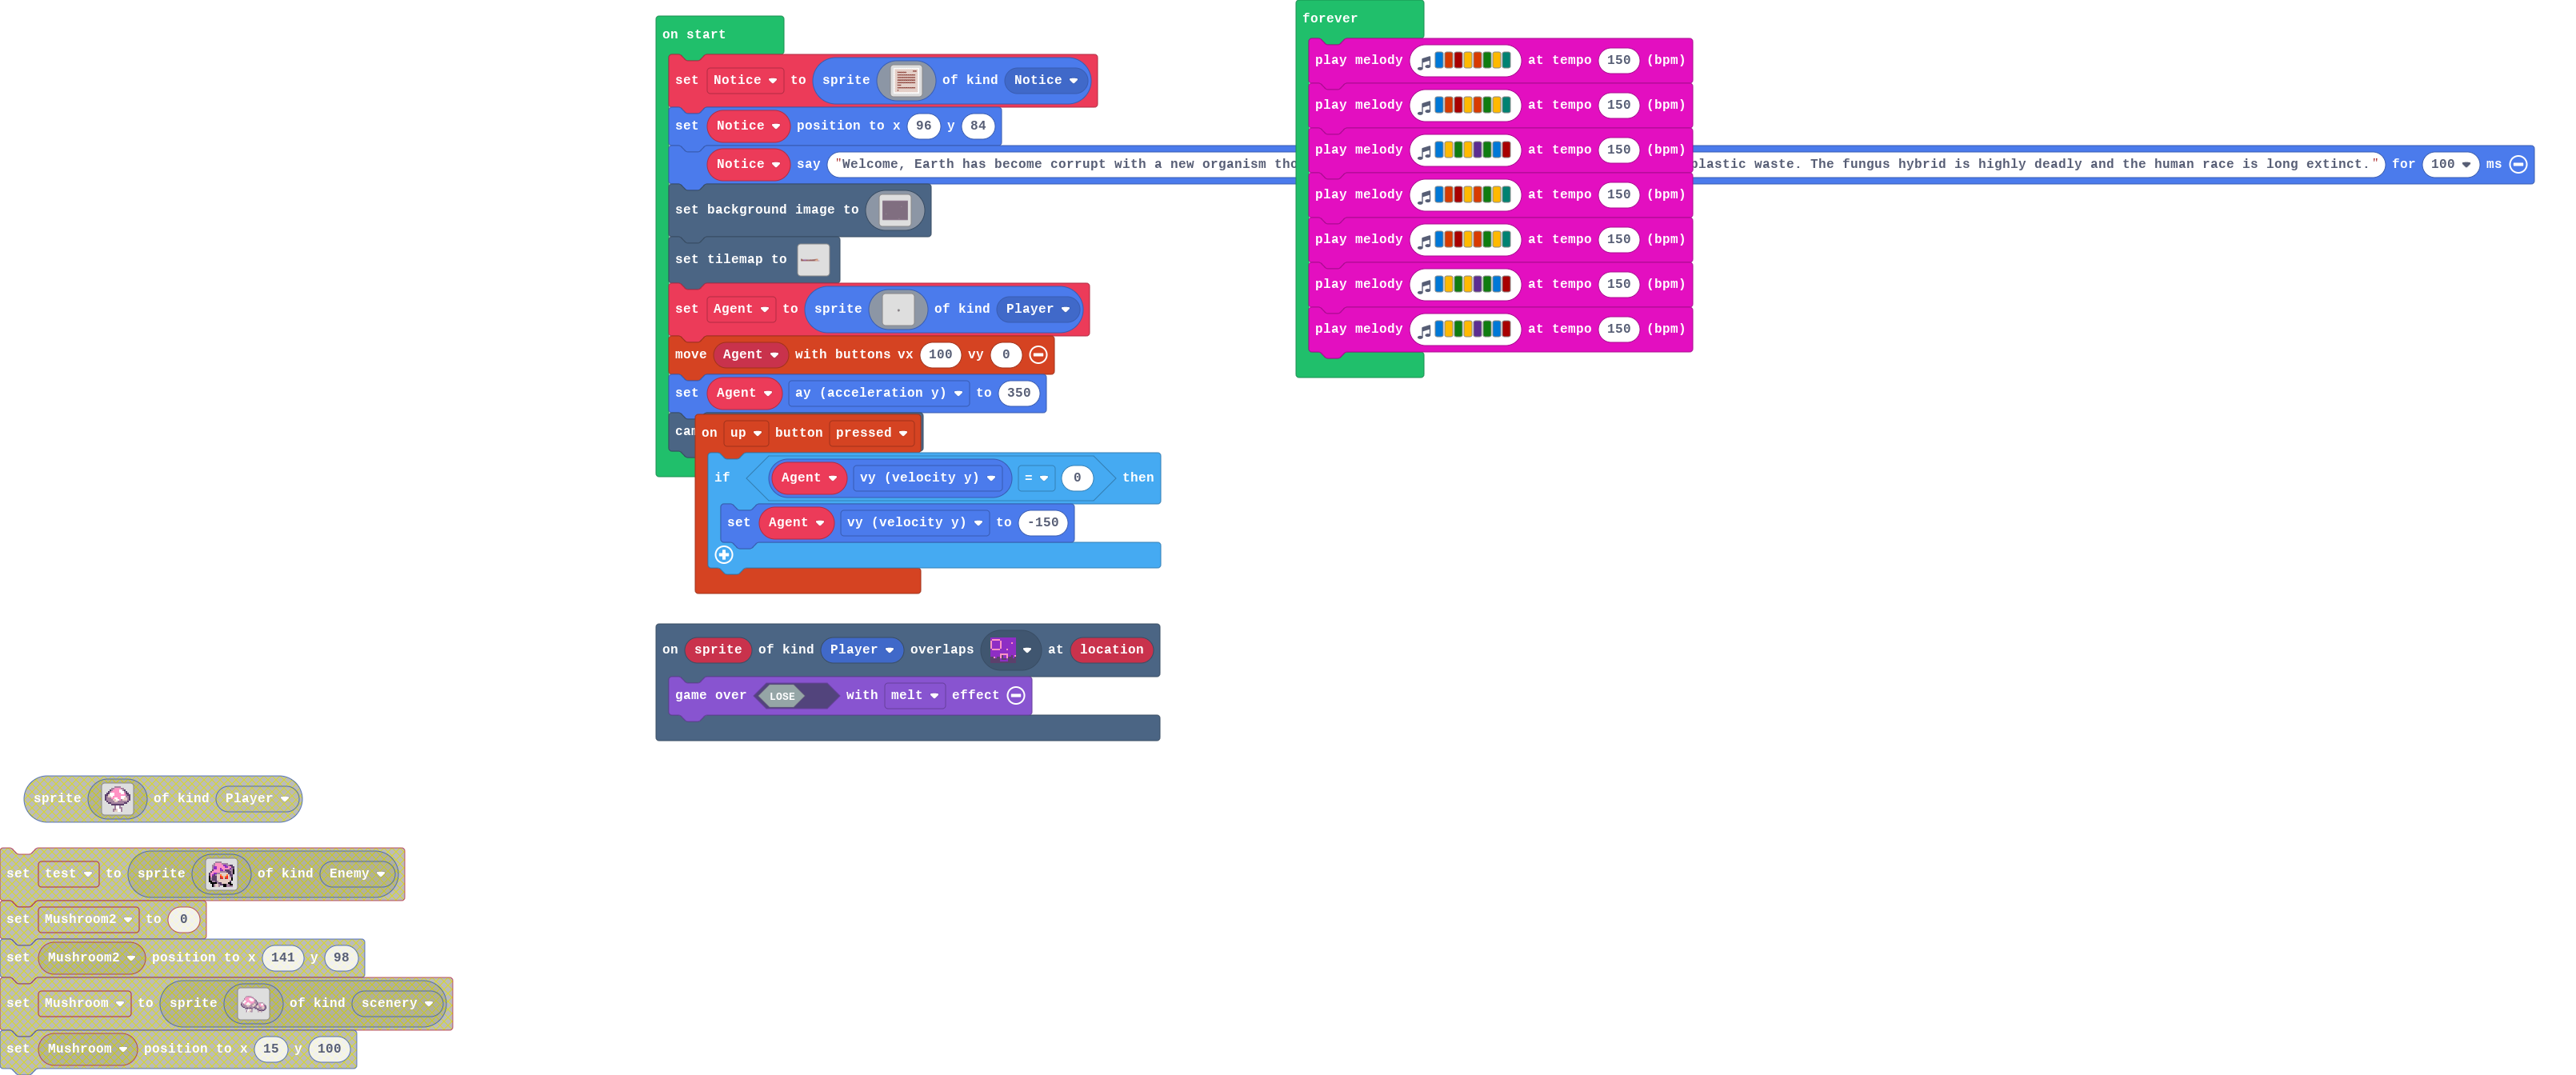 on start
set Notice to sprite of kind Notice
set Notice position to x 96 y 84
Notice say "Welcome, Earth has become corrupt with a new organism plastic waste. The fungus hybrid is highly deadly and the human race is long extinct." for 100 ms
set background image to
set tilemap to
set Agent to sprite of kind Player
move Agent with buttons vx 100 vy 0
set Agent ay (acceleration y) to 350
on up button pressed
if Agent vy (velocity y) = 0 then
set Agent vy (velocity y) to -150
on sprite of kind Player overlaps at location
game over LOSE with melt effect
forever
play melody at tempo 150 (bpm)
play melody at tempo 150 (bpm)
play melody at tempo 150 (bpm)
play melody at tempo 150 (bpm)
play melody at tempo 150 (bpm)
play melody at tempo 150 (bpm)
play melody at tempo 150 (bpm)
sprite of kind Player
set test to sprite of kind Enemy
set Mushroom2 to 0
set Mushroom2 position to x 141 y 98
set Mushroom to sprite of kind scenery
set Mushroom position to x 15 y 100